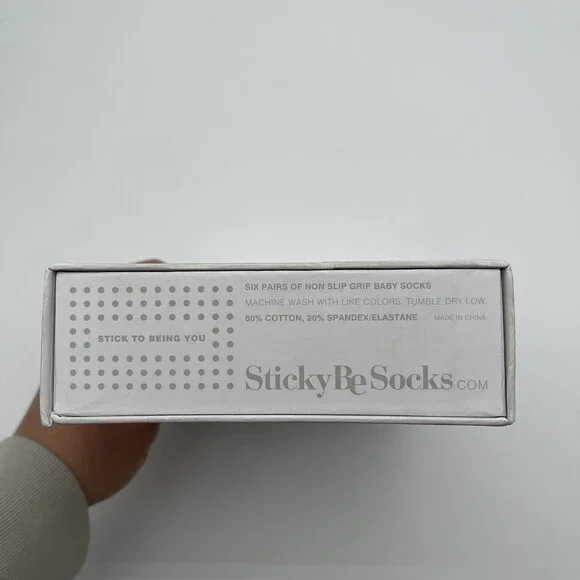 STICK TO BEING YOU
SIX PAIRS OF NON SLIP GRIP BABY SOCKS
MACHINE WASH WITH LIKE COLORS. TUMBLE DRY LOW
80% COTTON, 20% SPANDEX/ELASTANE MADE IN CHINA
StickyBeSocks.COM